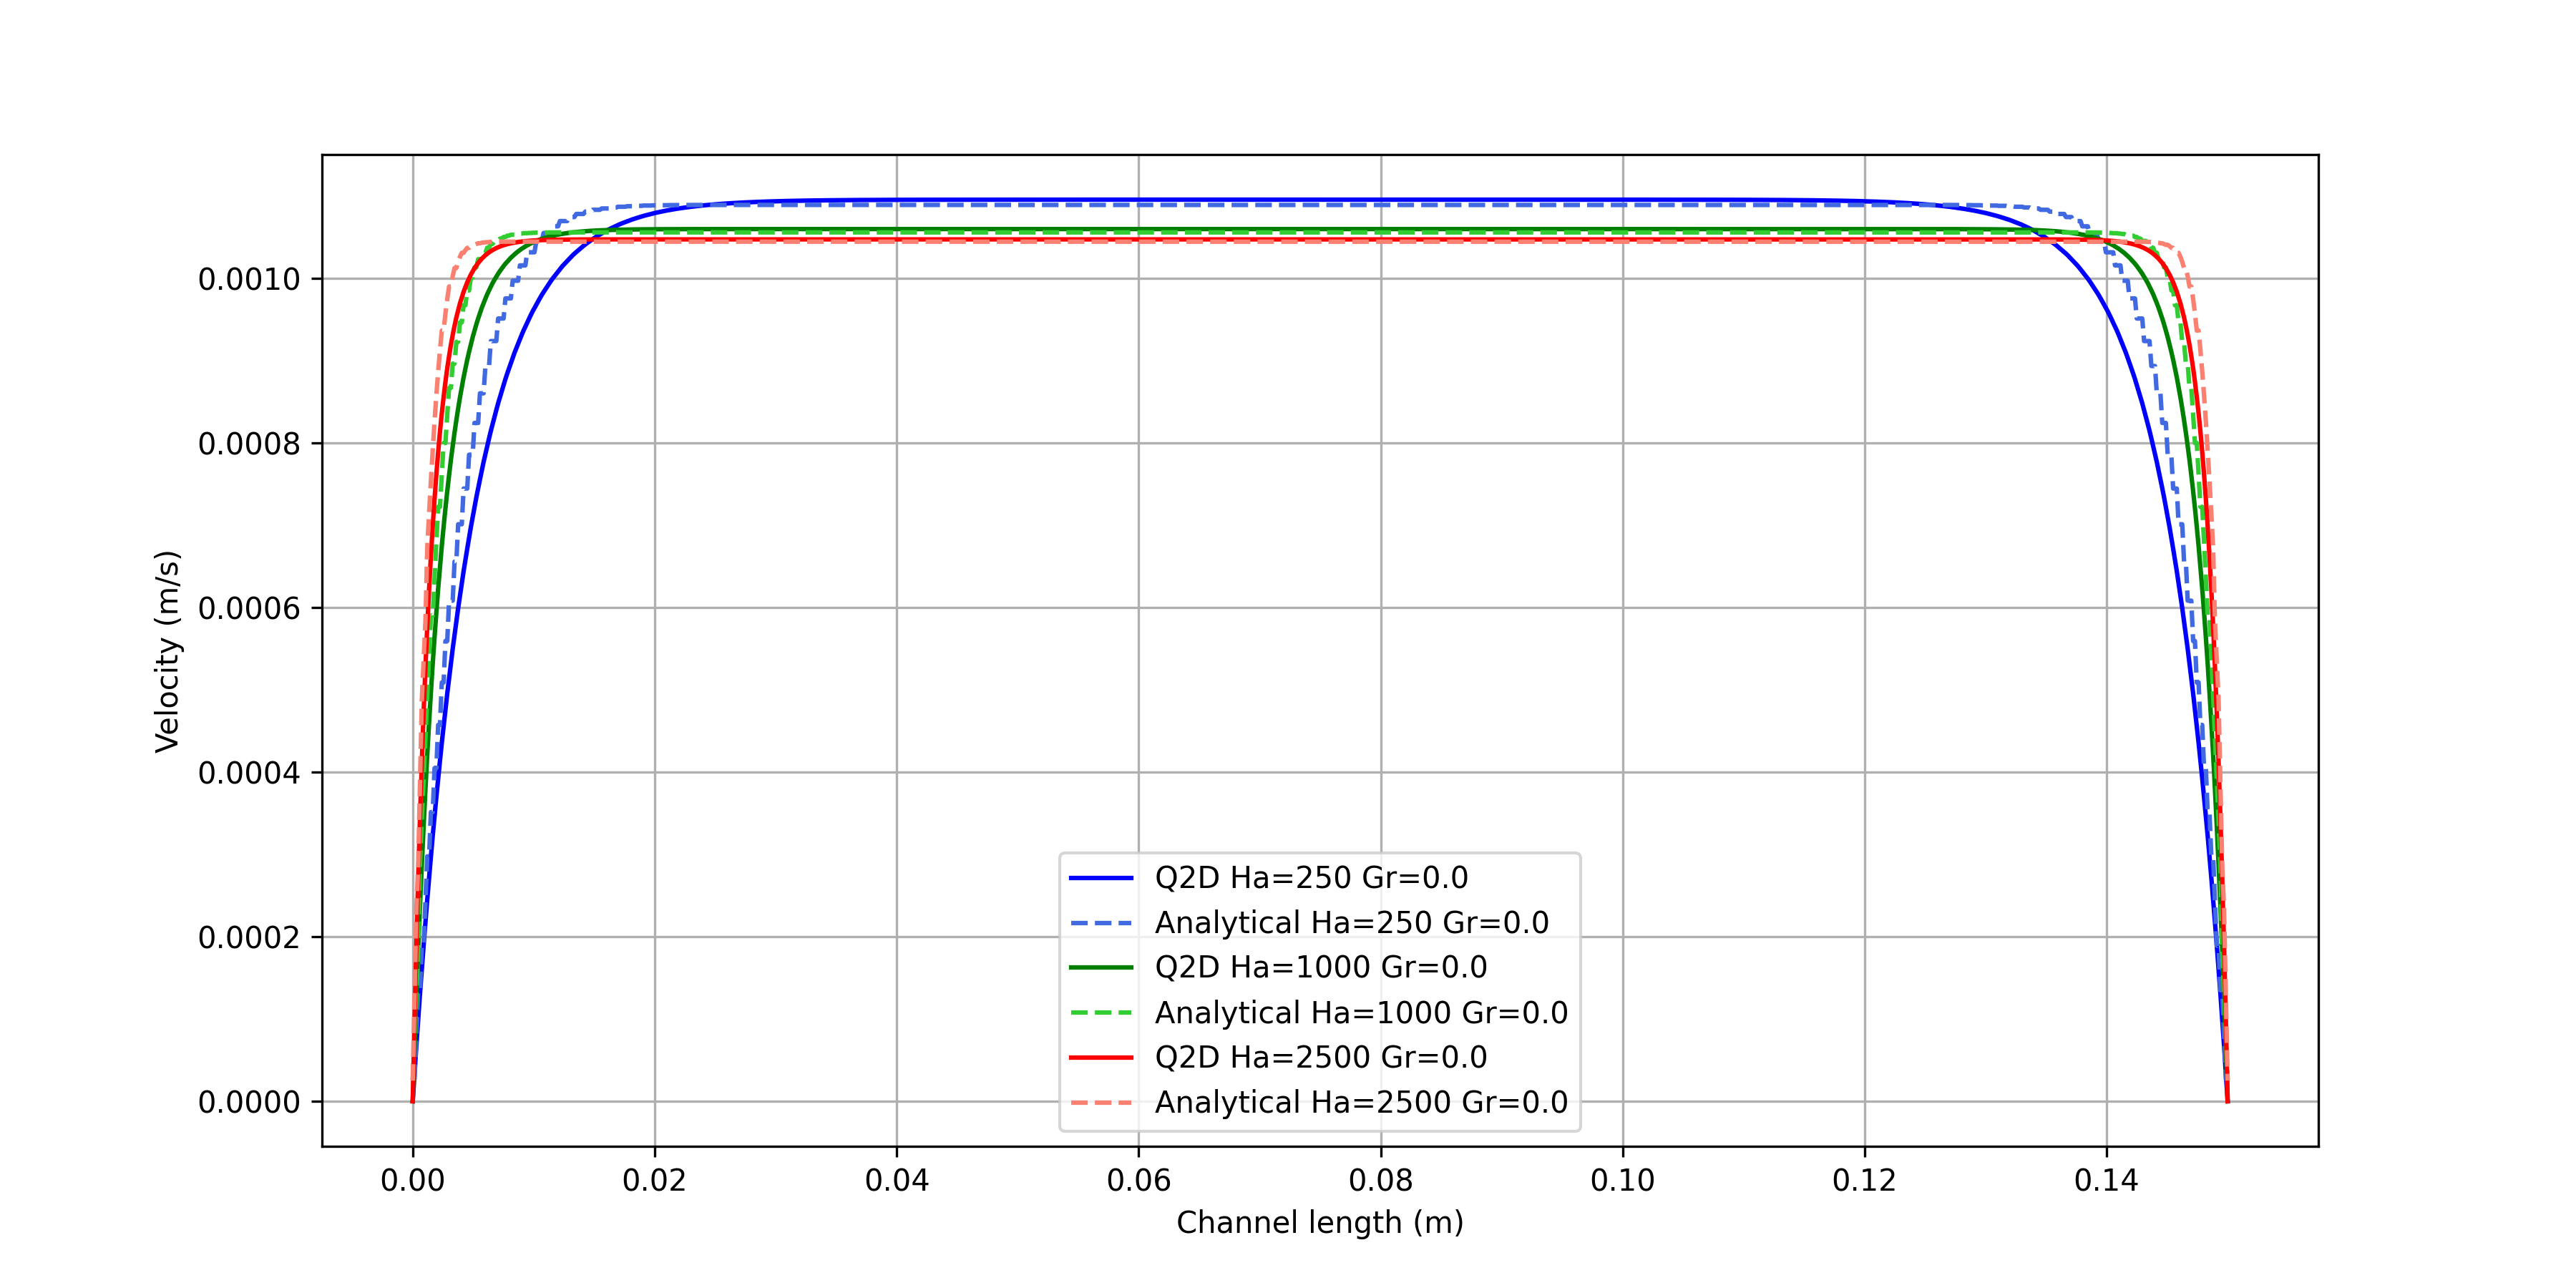 0.0010
0.0008
0.0006
0.0004
0.0002
0.0000
Velocity (m/s)
Q2D Ha=250 Gr=0.0
Analytical Ha=250 Gr=0.0
Q2D Ha=1000 Gr=0.0
Analytical Ha=1000 Gr=0.0
Q2D Ha=2500 Gr=0.0
Analytical Ha=2500 Gr=0.0
0.00 0.02 0.04 0.06 0.08 0.10 0.12 0.14
Channel length (m)